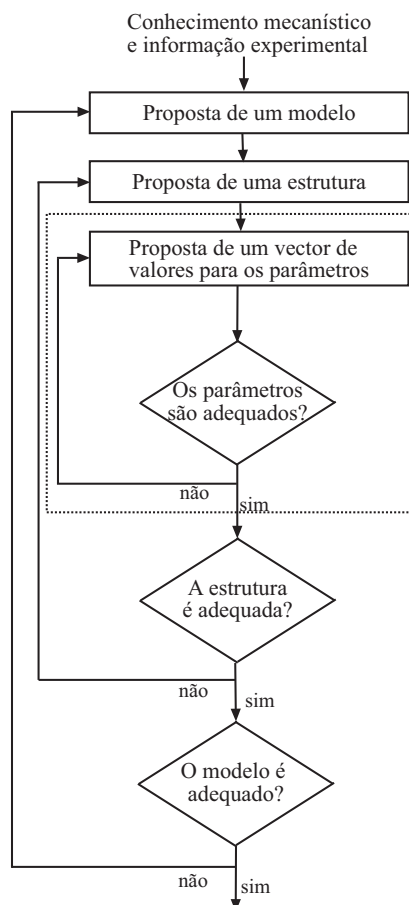 Conhecimento mecanístico
e informação experimental
Proposta de um modelo
Proposta de uma estrutura
Proposta de um vector de
valores para os parâmetros
Os parâmetros
são adequados?
não
sim
A estrutura
é adequada?
não
sim
O modelo é
adequado?
não
sim